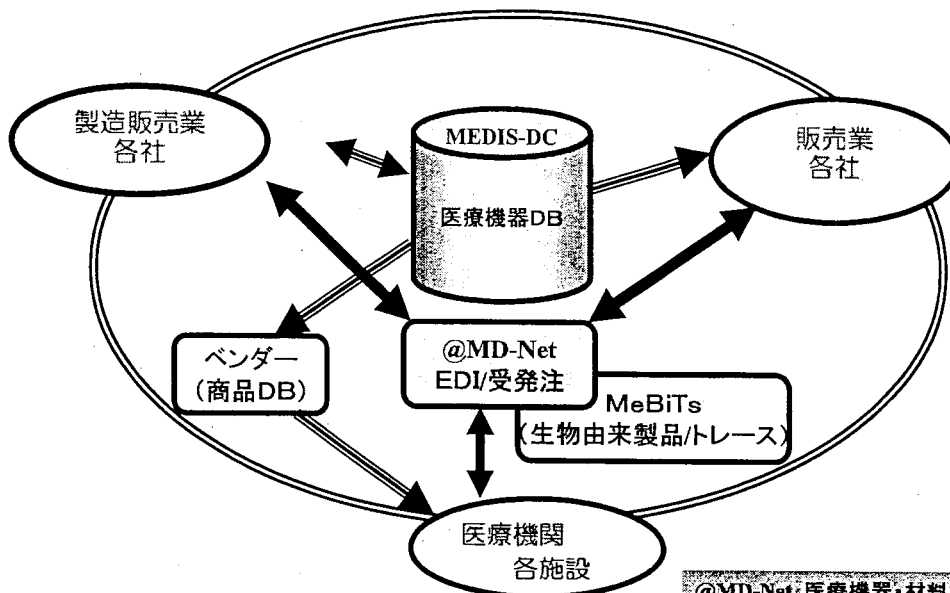 製造販売業
各社
MEDIS-DC
医療機器DB
販売業
各社
ベンダー
(商品DB)
@MD-Net
EDI/受発注
MeBiTs
(生物由来製品/トレース)
医療機関
各施設
@MD-Net:医療機器・材料